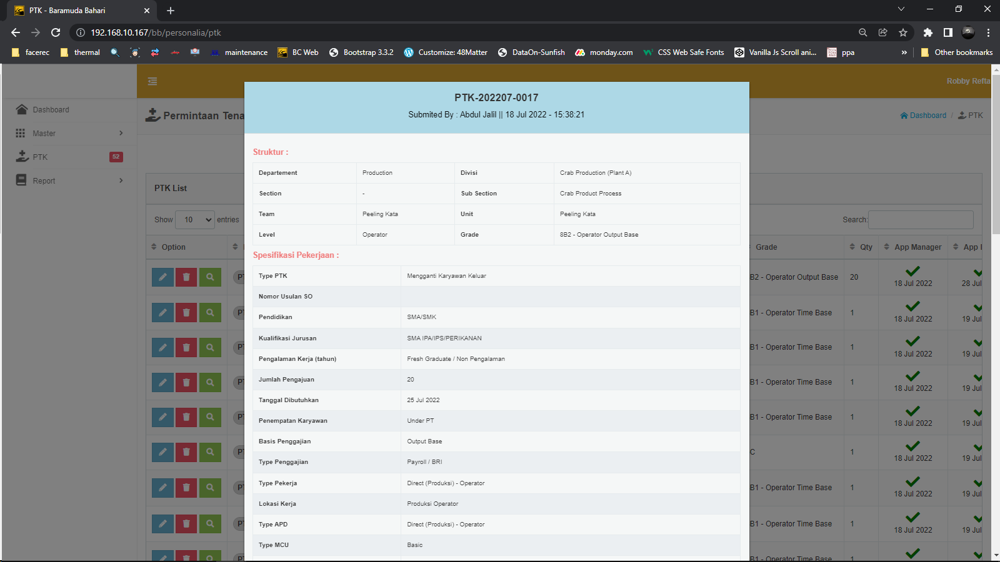 PTK - Baramuda Bahari
192.168.10.167/bb/personalia/ptk
facerec thermal maintenance BC Web Bootstrap 3.3.2 Customize: 48Matter DataOn-Sunfish monday.com CSS Web Safe Fonts Vanilla Js Scroll ani... ppa » Other bookmarks
Robby Refta
Dashboard
Master
PTK 52
Report
Permintaan Tena
Dashboard / PTK
PTK List
Show 10 entries
Search:
Option Grade Qty App Manager App
B2 - Operator Output Base 20 18 Jul 2022 28 Jul
B1 - Operator Time Base 1 18 Jul 2022 19 Jul
B1 - Operator Time Base 1 18 Jul 2022 19 Jul
B1 - Operator Time Base 1 18 Jul 2022 19 Jul
B1 - Operator Time Base 1 18 Jul 2022 19 Jul
C 1 18 Jul 2022 19 Jul
B1 - Operator Time Base 1 18 Jul 2022 19 Jul
B1 - Operator Time Base 1 18 Jul 2022 19 Jul
B1 - Operator Time Base 1
PTK-202207-0017
Submited By : Abdul Jalil || 18 Jul 2022 - 15:38:21
Struktur :
Departement Production Divisi Crab Production (Plant A)
Section - Sub Section Crab Product Process
Team Peeling Kata Unit Peeling Kata
Level Operator Grade 8B2 - Operator Output Base
Spesifikasi Pekerjaan :
Type PTK Mengganti Karyawan Keluar
Nomor Usulan SO
Pendidikan SMA/SMK
Kualifikasi Jurusan SMA IPA/IPS/PERIKANAN
Pengalaman Kerja (tahun) Fresh Graduate / Non Pengalaman
Jumlah Pengajuan 20
Tanggal Dibutuhkan 25 Jul 2022
Penempatan Karyawan Under PT
Basis Penggajian Output Base
Type Penggajian Payroll / BRI
Type Pekerja Direct (Produksi) - Operator
Lokasi Kerja Produksi Operator
Type APD Direct (Produksi) - Operator
Type MCU Basic